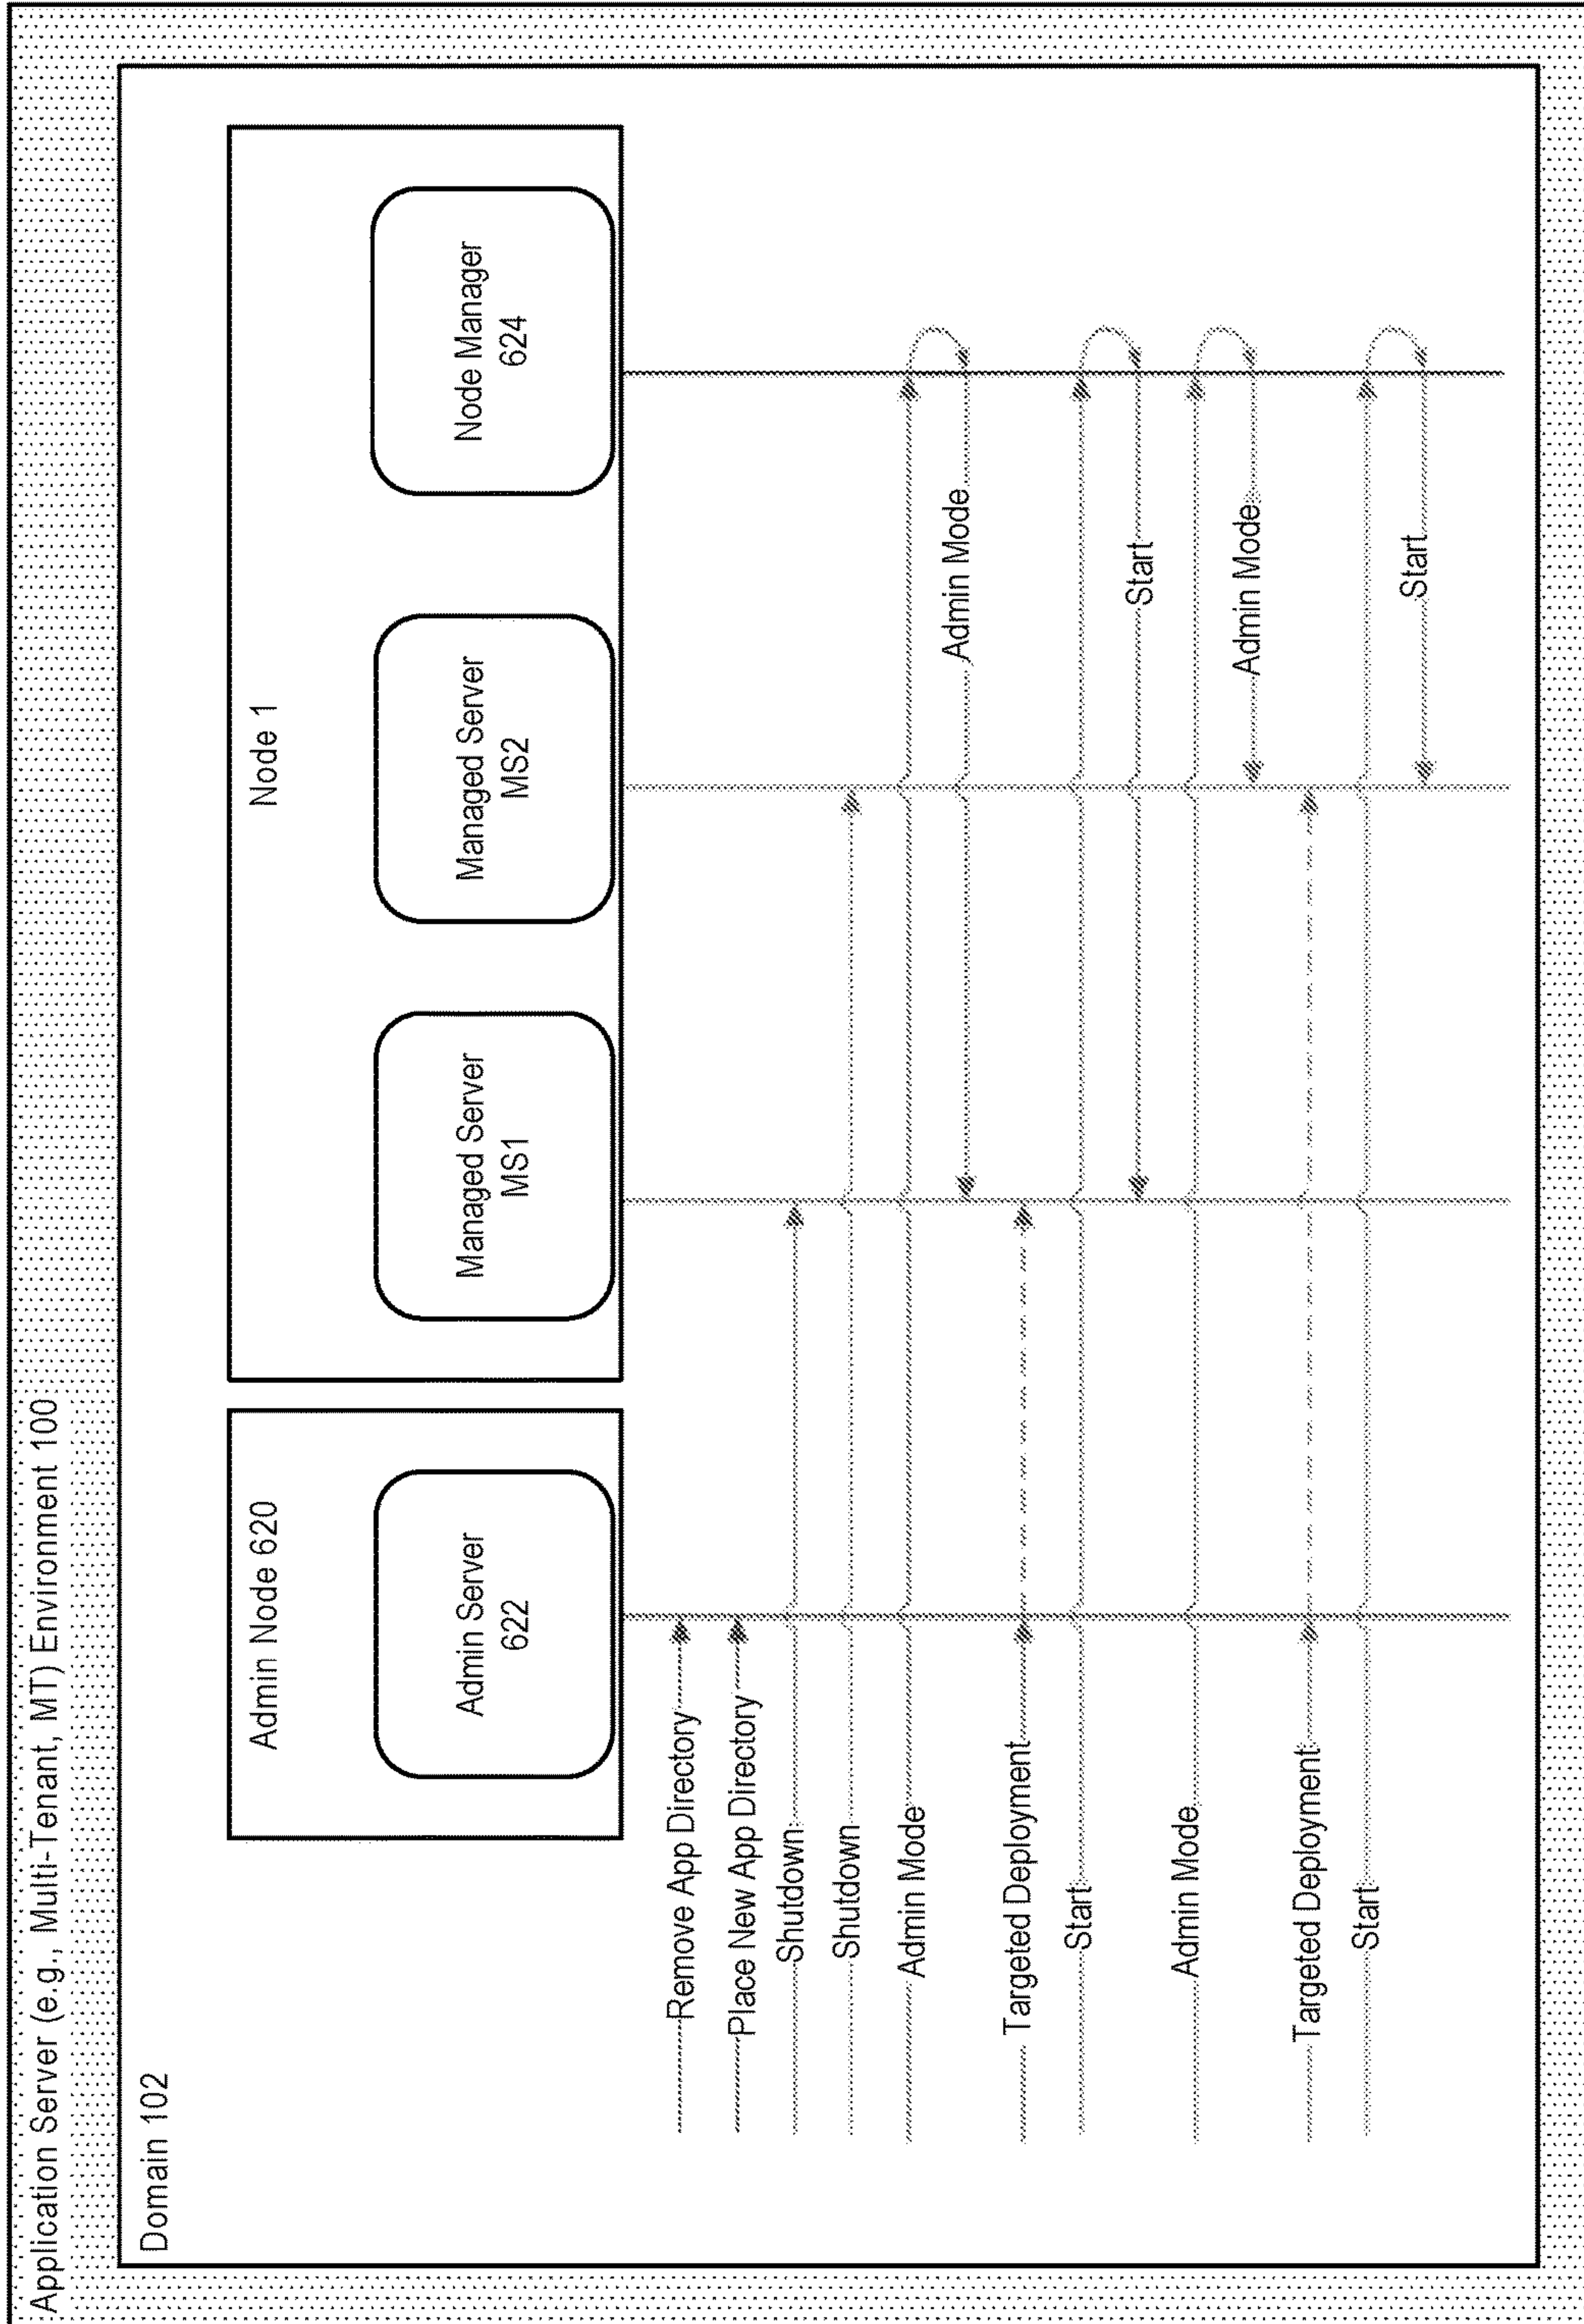 Application Server (e.g., Multi-Tenant, MT) Environment 100
Domain 102
Admin Node 620
Node 1
Admin Server
622
Managed Server
MS1
Managed Server
MS2
Node Manager
624
Remove App Directory
Place New App Directory
Shutdown
Shutdown
Admin Mode
Admin Mode
Targeted Deployment
Start
Start
Admin Mode
Admin Mode
Targeted Deployment
Start
Start